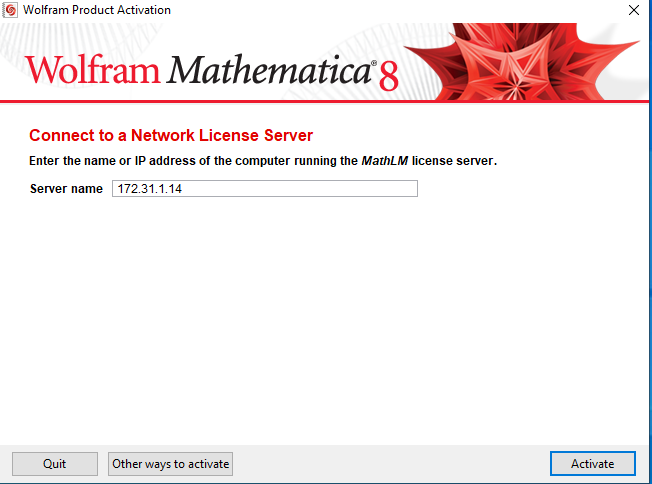 Wolfram Product Activation
Wolfram Mathematica® 8
Connect to a Network License Server
Enter the name or IP address of the computer running the MathLM license server.
Server name 172.31.1.14
Quit Other ways to activate Activate